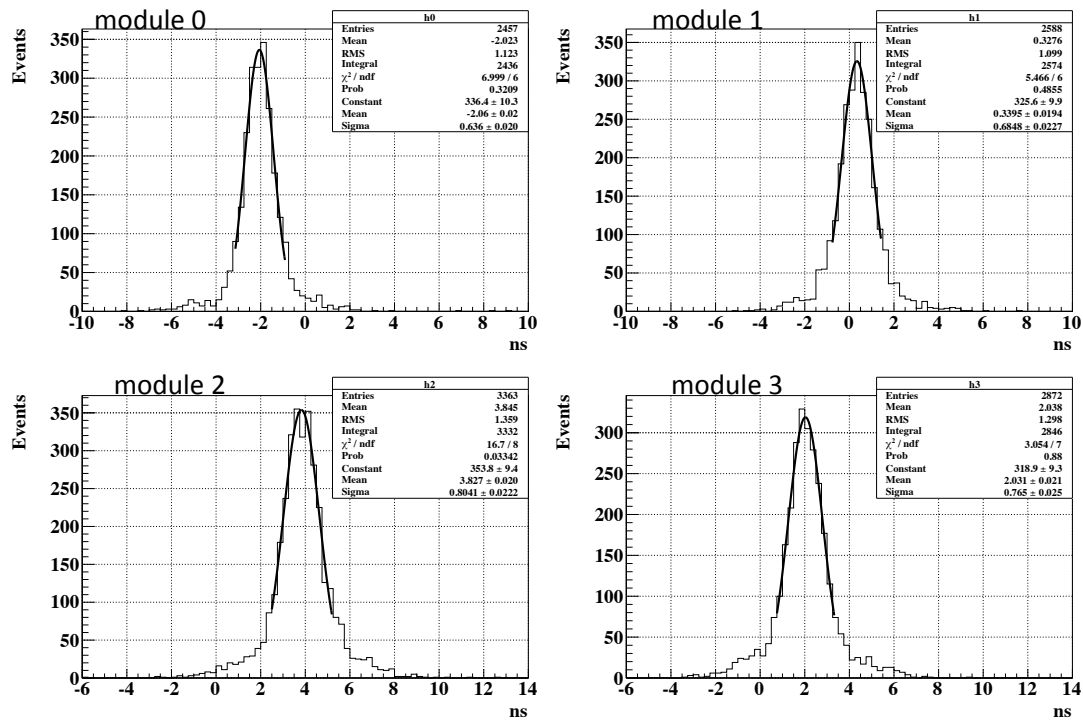 module 0
h0
Entries 2457
Mean -2.023
RMS 1.123
Integral 2436
χ² / ndf 6.999 / 6
Prob 0.3209
Constant 336.4 ± 10.3
Mean -2.06 ± 0.02
Sigma 0.636 ± 0.020
Events
350
300
250
200
150
100
50
0
-10 -8 -6 -4 -2 0 2 4 6 8 10
ns
module 1
h1
Entries 2588
Mean 0.3276
RMS 1.099
Integral 2574
χ² / ndf 5.466 / 6
Prob 0.4855
Constant 325.6 ± 9.9
Mean 0.3395 ± 0.0194
Sigma 0.6848 ± 0.0227
Events
350
300
250
200
150
100
50
0
-10 -8 -6 -4 -2 0 2 4 6 8 10
ns
module 2
h2
Entries 3363
Mean 3.845
RMS 1.359
Integral 3332
χ² / ndf 16.7 / 8
Prob 0.03342
Constant 353.8 ± 9.4
Mean 3.827 ± 0.020
Sigma 0.8041 ± 0.0222
Events
350
300
250
200
150
100
50
0
-6 -4 -2 0 2 4 6 8 10 12 14
ns
module 3
h3
Entries 2872
Mean 2.038
RMS 1.298
Integral 2846
χ² / ndf 3.054 / 7
Prob 0.88
Constant 318.9 ± 9.3
Mean 2.031 ± 0.021
Sigma 0.765 ± 0.025
Events
300
250
200
150
100
50
0
-6 -4 -2 0 2 4 6 8 10 12 14
ns